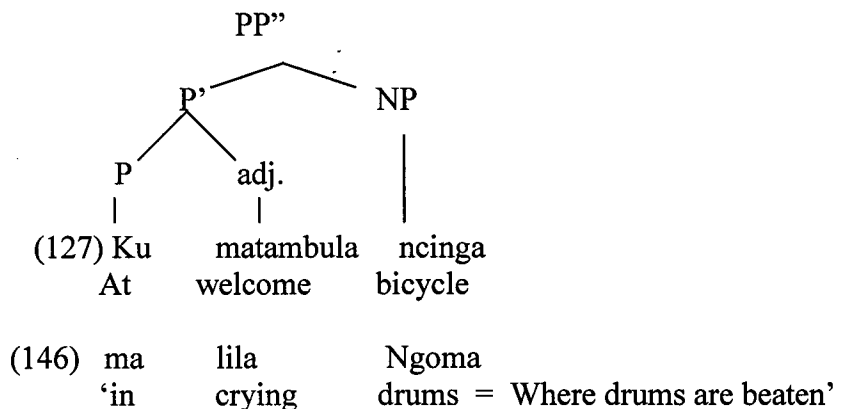 PP”
P’ NP
P adj.
(127) Ku matambula ncinga
At welcome bicycle
(146) ma lila Ngoma
‘in crying drums = Where drums are beaten’